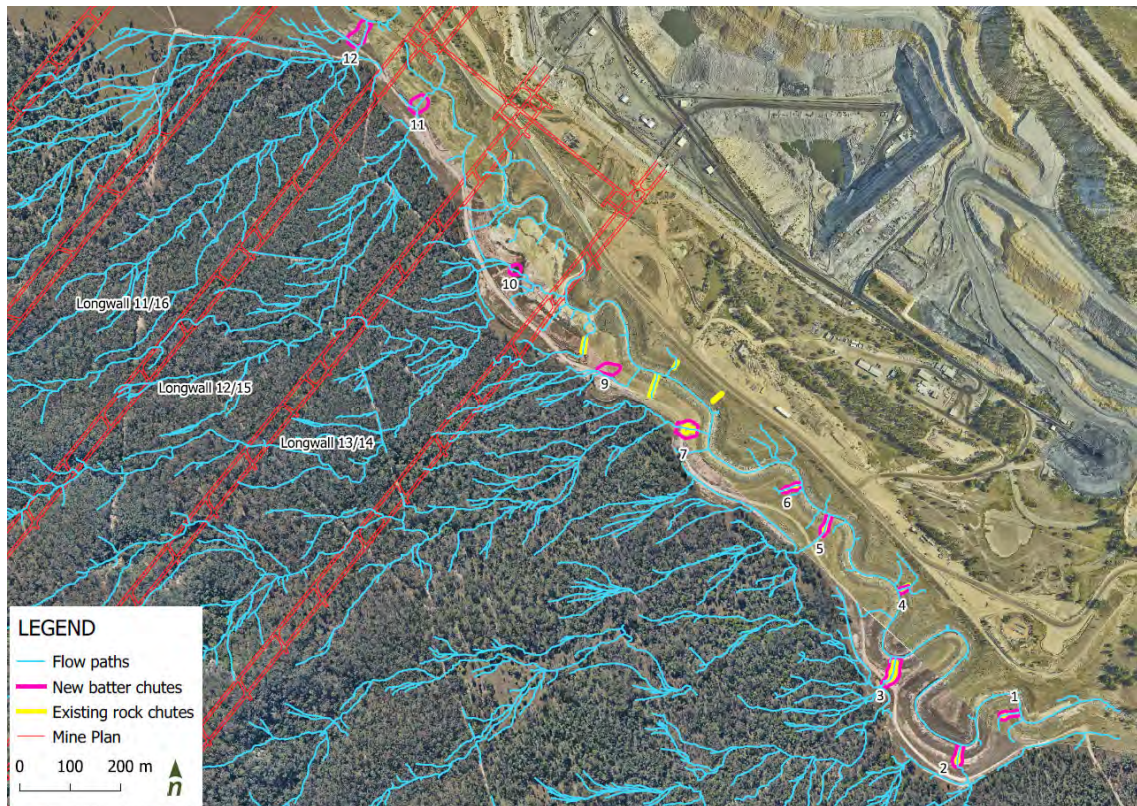 12
11
10
Longwall 11/16
Longwall 12/15
9
Longwall 13/14
7
6
5
4
3
1
2
LEGEND
Flow paths
New batter chutes
Existing rock chutes
Mine Plan
0 100 200 m
n